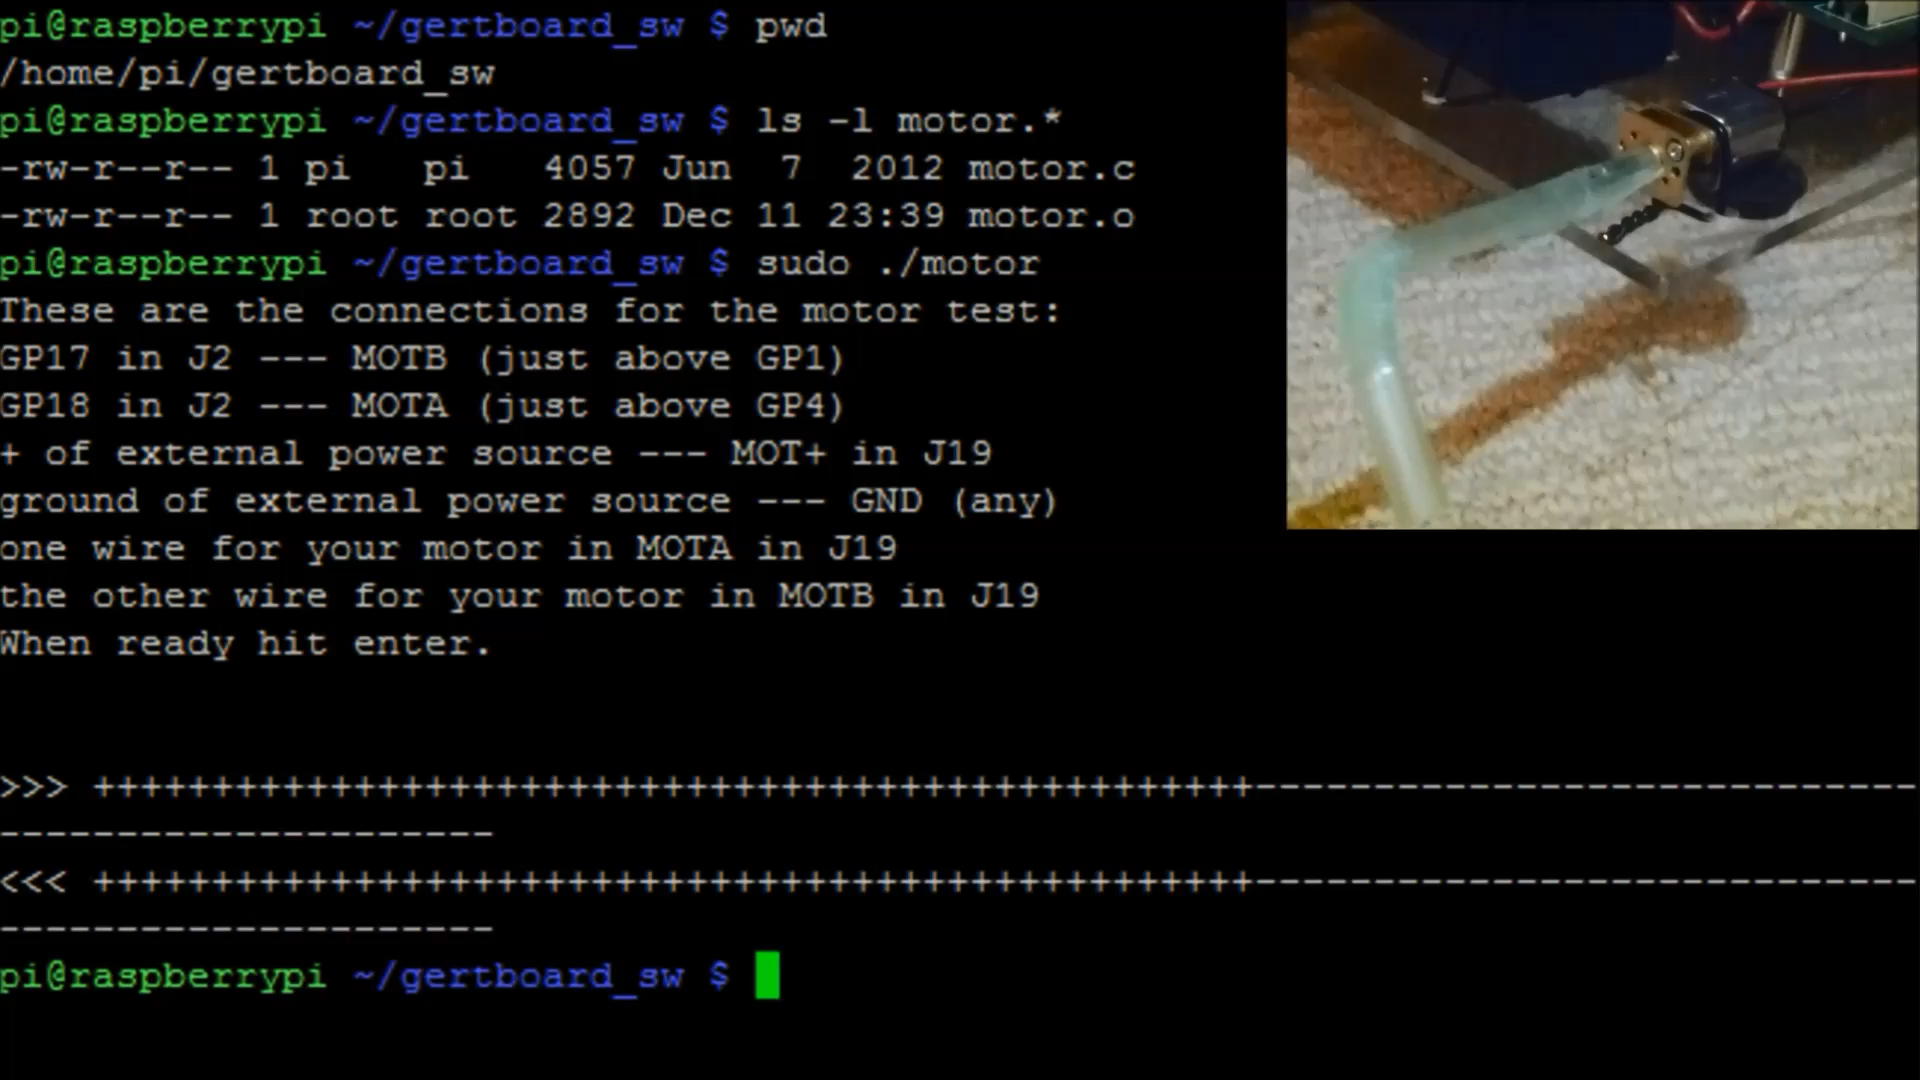 pi@raspberrypi ~/gertboard_sw $ pwd
/home/pi/gertboard_sw
pi@raspberrypi ~/gertboard_sw $ ls -l motor.*
-rw-r--r-- 1 pi   pi   4057 Jun  7  2012 motor.c
-rw-r--r-- 1 root root 2892 Dec 11 23:39 motor.o
pi@raspberrypi ~/gertboard_sw $ sudo ./motor
These are the connections for the motor test:
GP17 in J2 --- MOTB (just above GP1)
GP18 in J2 --- MOTA (just above GP4)
+ of external power source --- MOT+ in J19
ground of external power source --- GND (any)
one wire for your motor in MOTA in J19
the other wire for your motor in MOTB in J19
When ready hit enter.
>>> +++++++++++++++++++++++++++++++++++++++++++++++++----------------------------
---------------------
<<< +++++++++++++++++++++++++++++++++++++++++++++++++----------------------------
---------------------
pi@raspberrypi ~/gertboard_sw $